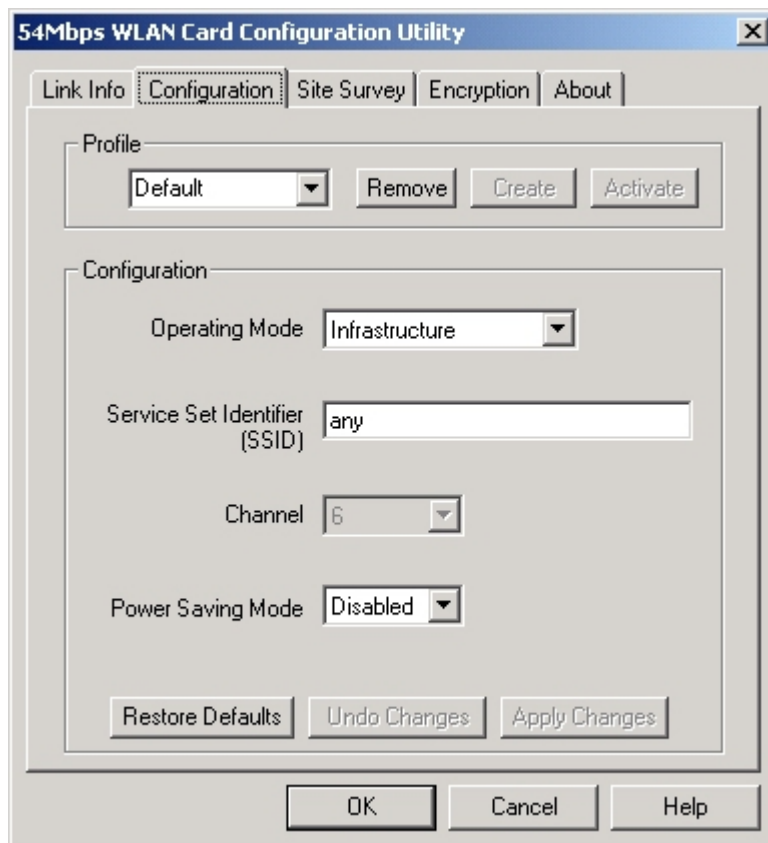 54Mbps WLAN Card Configuration Utility
Link Info Configuration Site Survey Encryption About
Profile
Default Remove Create Activate
Configuration
Operating Mode Infrastructure
Service Set Identifier (SSID) any
Channel 6
Power Saving Mode Disabled
Restore Defaults Undo Changes Apply Changes
OK Cancel Help